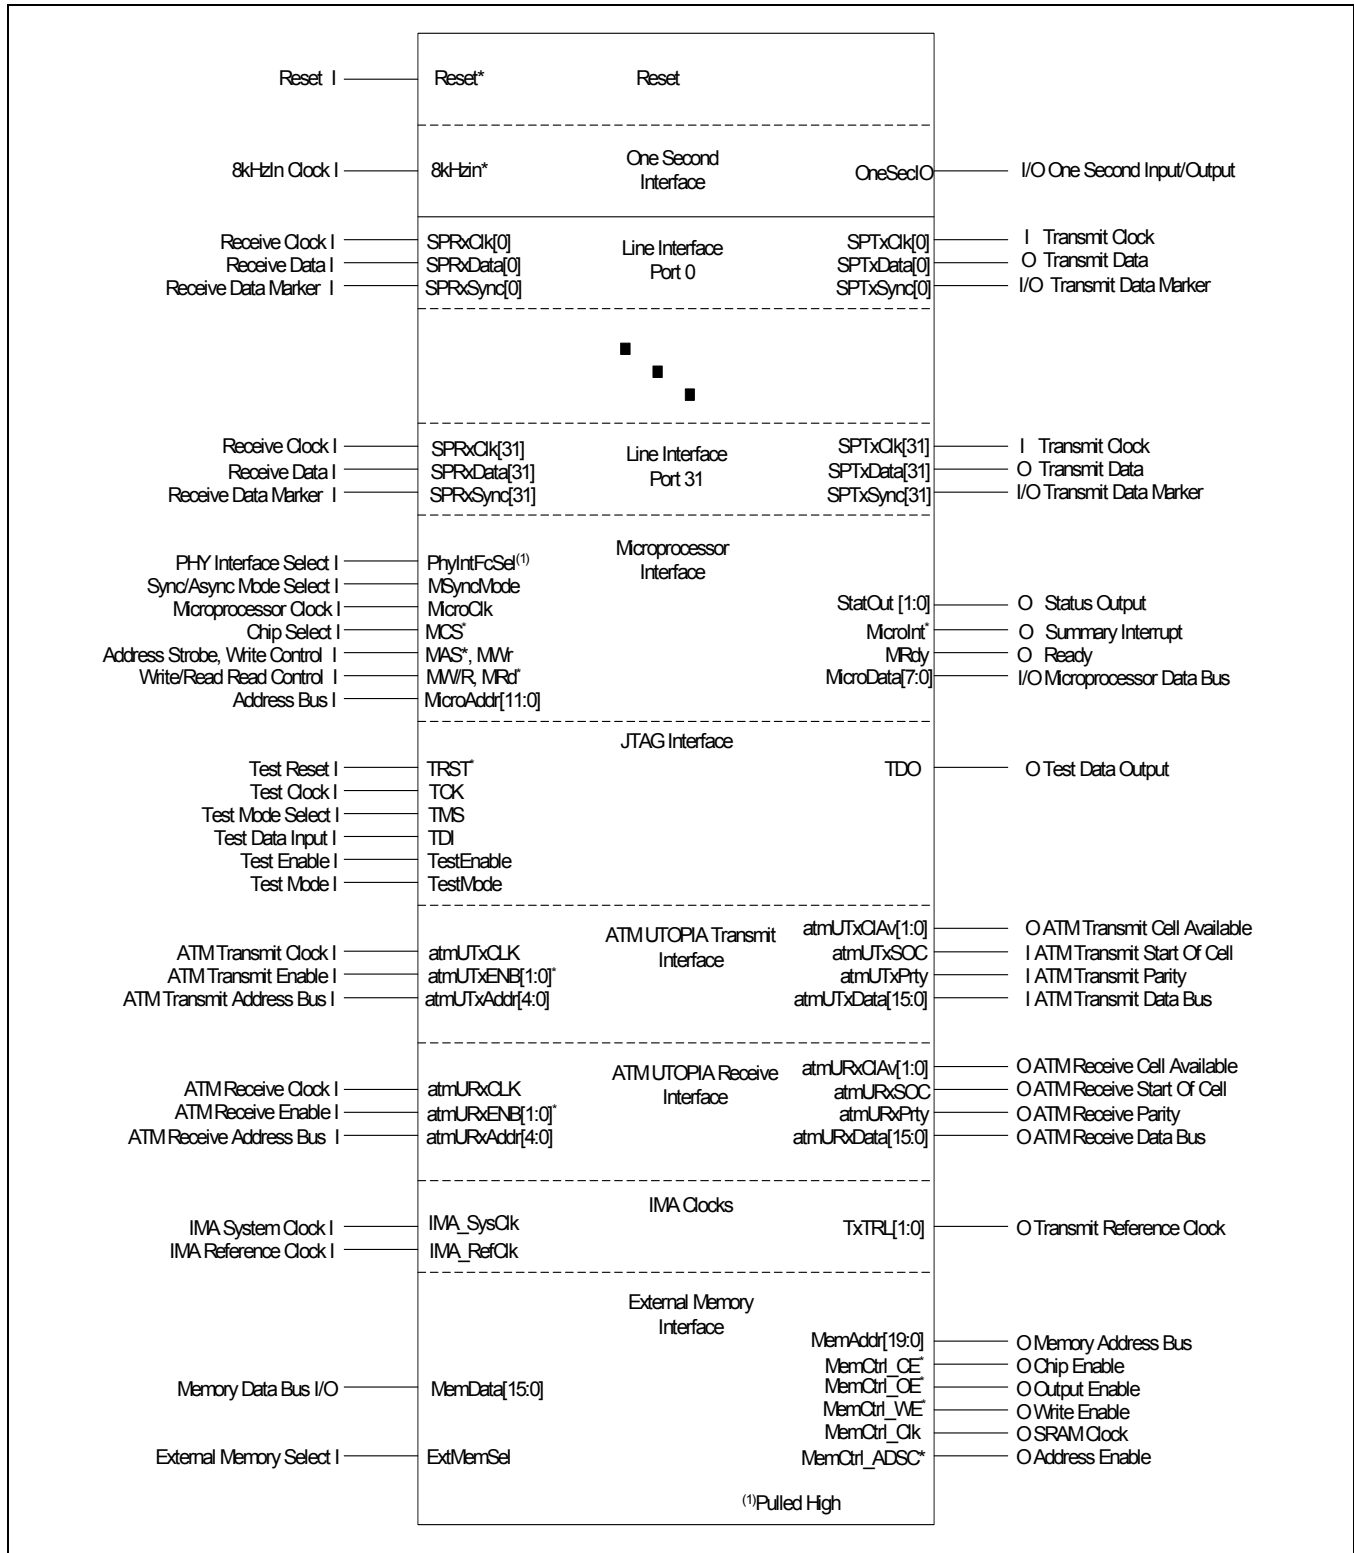 Reset I Reset* Reset
8kHzIn Clock I 8kHzin* One Second OneSecIO I/O One Second Input/Output
Interface
Receive Clock I SPRxClk[0] Line Interface SPTxClk[0] I Transmit Clock
Receive Data I SPRxData[0] Port 0 SPTxData[0] O Transmit Data
Receive Data Marker I SPRxSync[0] SPTxSync[0] I/O Transmit Data Marker
Receive Clock I SPRxClk[31] Line Interface SPTxClk[31] I Transmit Clock
Receive Data I SPRxData[31] Port 31 SPTxData[31] O Transmit Data
Receive Data Marker I SPRxSync[31] SPTxSync[31] I/O Transmit Data Marker
Microprocessor
Interface
PHY Interface Select I PhyIntFcSel(1)
Sync/Async Mode Select I MSyncMode
Microprocessor Clock I MicroClk StatOut [1:0] O Status Output
Chip Select I MCS* MicroInt* O Summary Interrupt
Address Strobe, Write Control I MAS*, MWr MRdy O Ready
Write/Read Read Control I MW/R, MRd* MicroData[7:0] I/O Microprocessor Data Bus
Address Bus I MicroAddr[11:0]
JTAG Interface
Test Reset I TRST* TDO O Test Data Output
Test Clock I TCK
Test Mode Select I TMS
Test Data Input I TDI
Test Enable I TestEnable
Test Mode I TestMode
ATM UTOPIA Transmit atmUTxClAv[1:0] O ATM Transmit Cell Available
Interface
ATM Transmit Clock I atmUTxCLK atmUTxSOC I ATM Transmit Start Of Cell
ATM Transmit Enable I atmUTxENB[1:0]* atmUTxPrty I ATM Transmit Parity
ATM Transmit Address Bus I atmUTxAddr[4:0] atmUTxData[15:0] I ATM Transmit Data Bus
ATM UTOPIA Receive atmURxClAv[1:0] O ATM Receive Cell Available
Interface
ATM Receive Clock I atmURxCLK atmURxSOC O ATM Receive Start Of Cell
ATM Receive Enable I atmURxENB[1:0]* atmURxPrty O ATM Receive Parity
ATM Receive Address Bus I atmURxAddr[4:0] atmURxData[15:0] O ATM Receive Data Bus
IMA Clocks
IMA System Clock I IMA_SysClk TxTRL[1:0] O Transmit Reference Clock
IMA Reference Clock I IMA_RefClk
External Memory
Interface
MemAddr[19:0] O Memory Address Bus
MemCtrl_CE* O Chip Enable
Memory Data Bus I/O MemData[15:0] MemCtrl_OE* O Output Enable
MemCtrl_WE* O Write Enable
MemCtrl_Clk O SRAM Clock
External Memory Select I ExtMemSel MemCtrl_ADSC* O Address Enable
(1)Pulled High